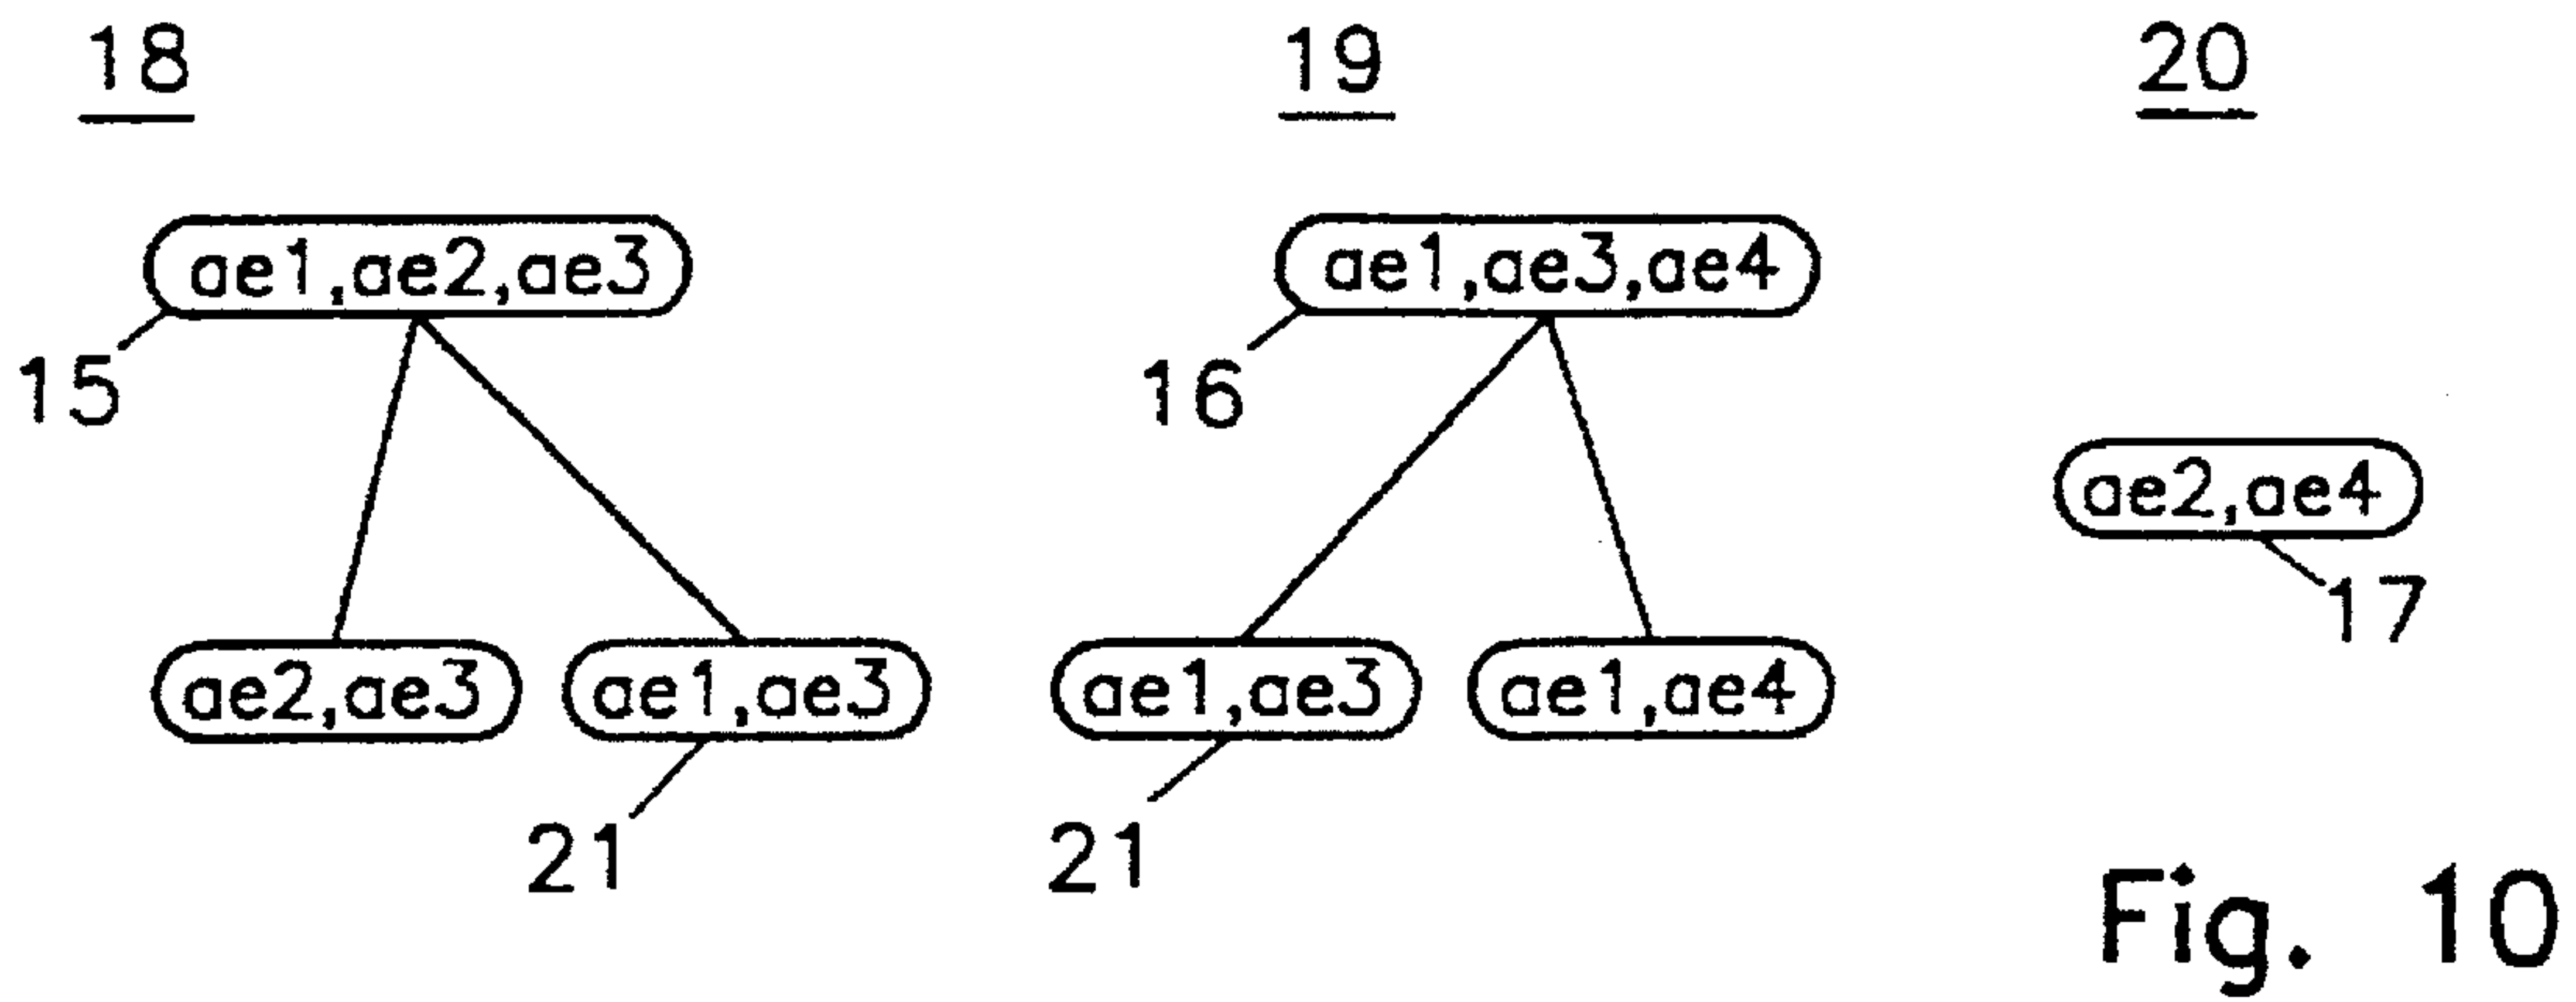 18 19 20
ae1,ae2,ae3 ae1,ae3,ae4
15 16
ae2,ae4
17
ae2,ae3 ae1,ae3 ae1,ae3 ae1,ae4
21 21
Fig. 10